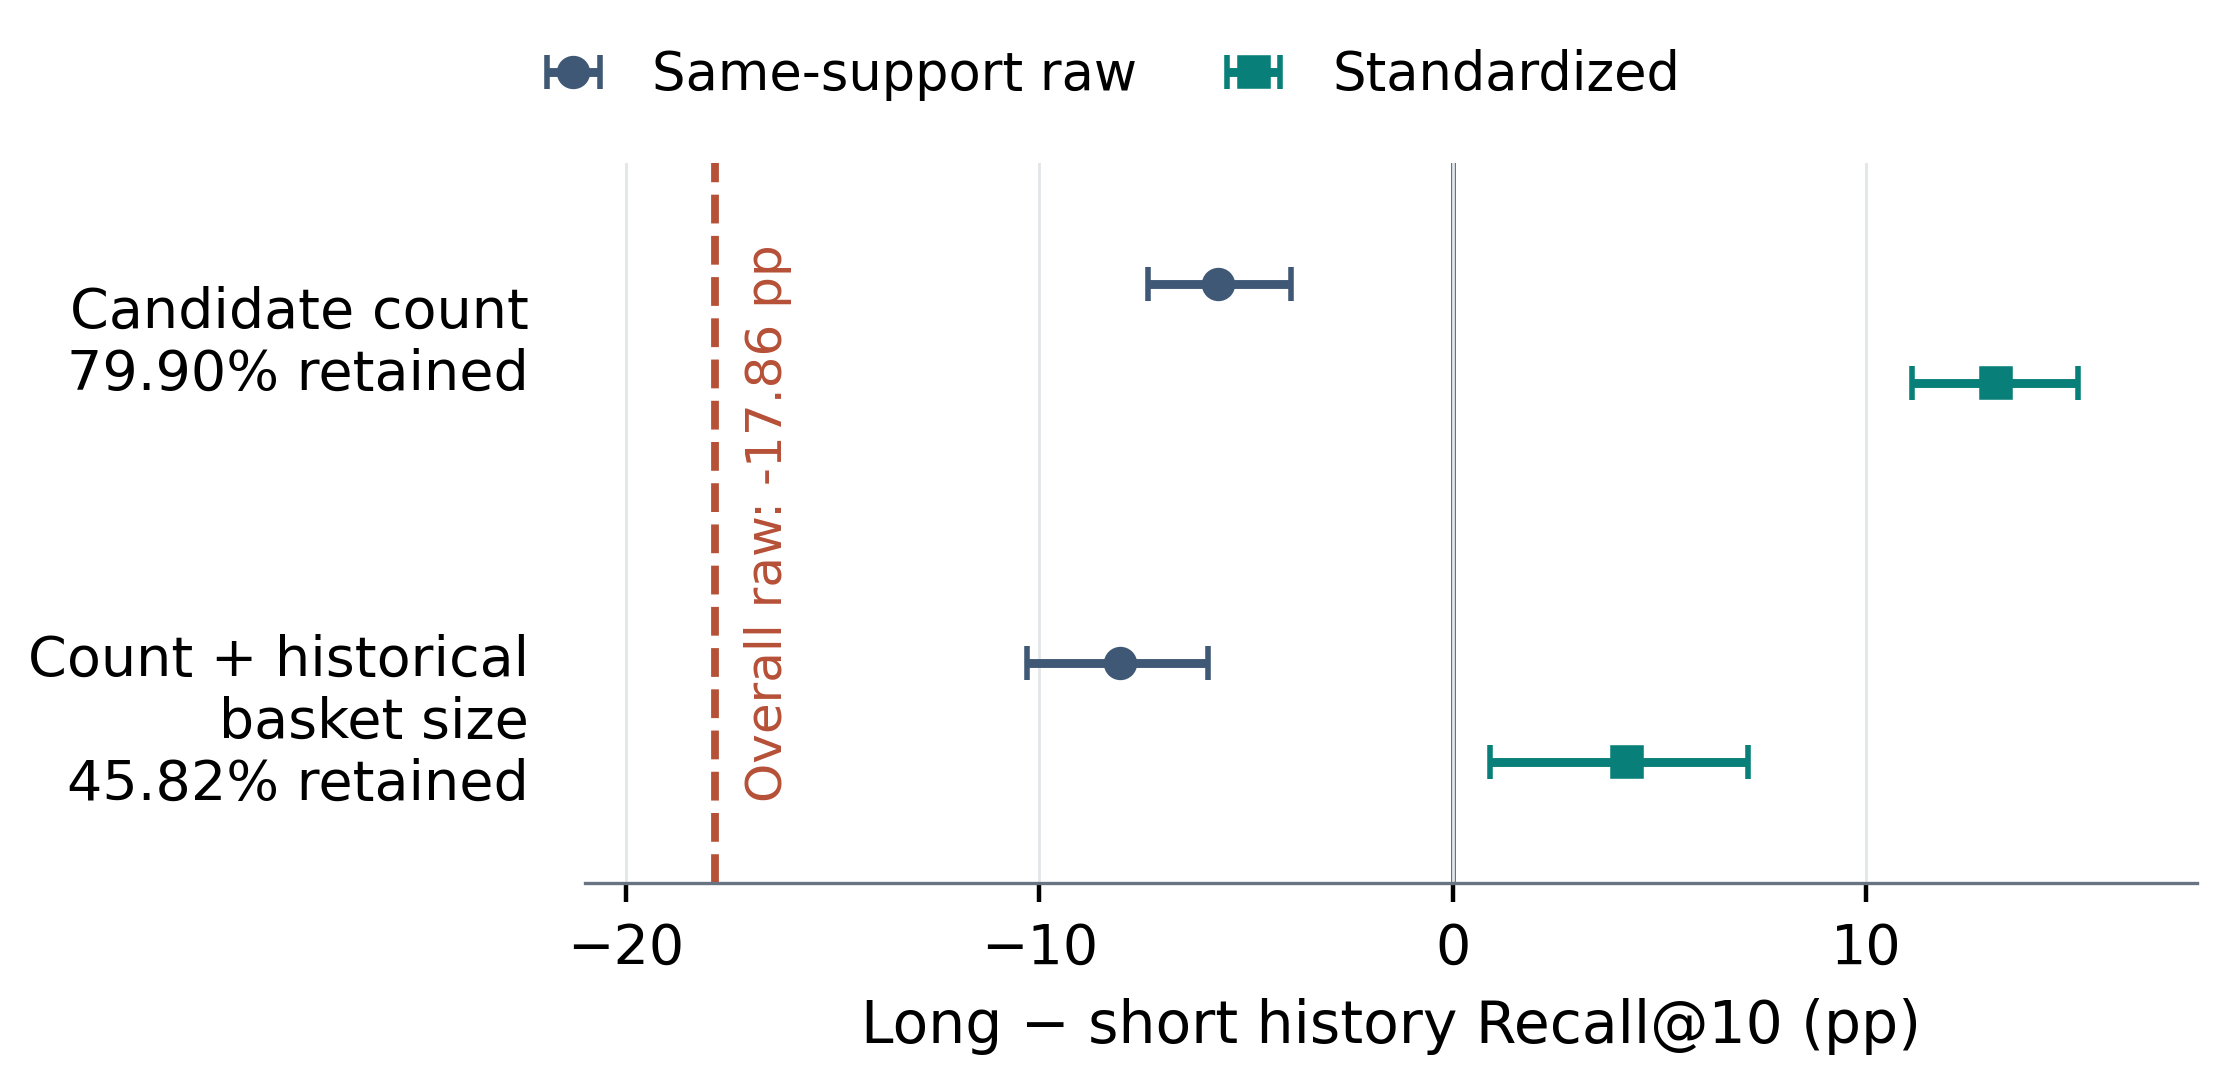 Same-support raw
Standardized
Candidate count
79.90% retained
Count + historical
basket size
45.82% retained
Overall raw: -17.86 pp
−20
−10
0
10
Long − short history Recall@10 (pp)